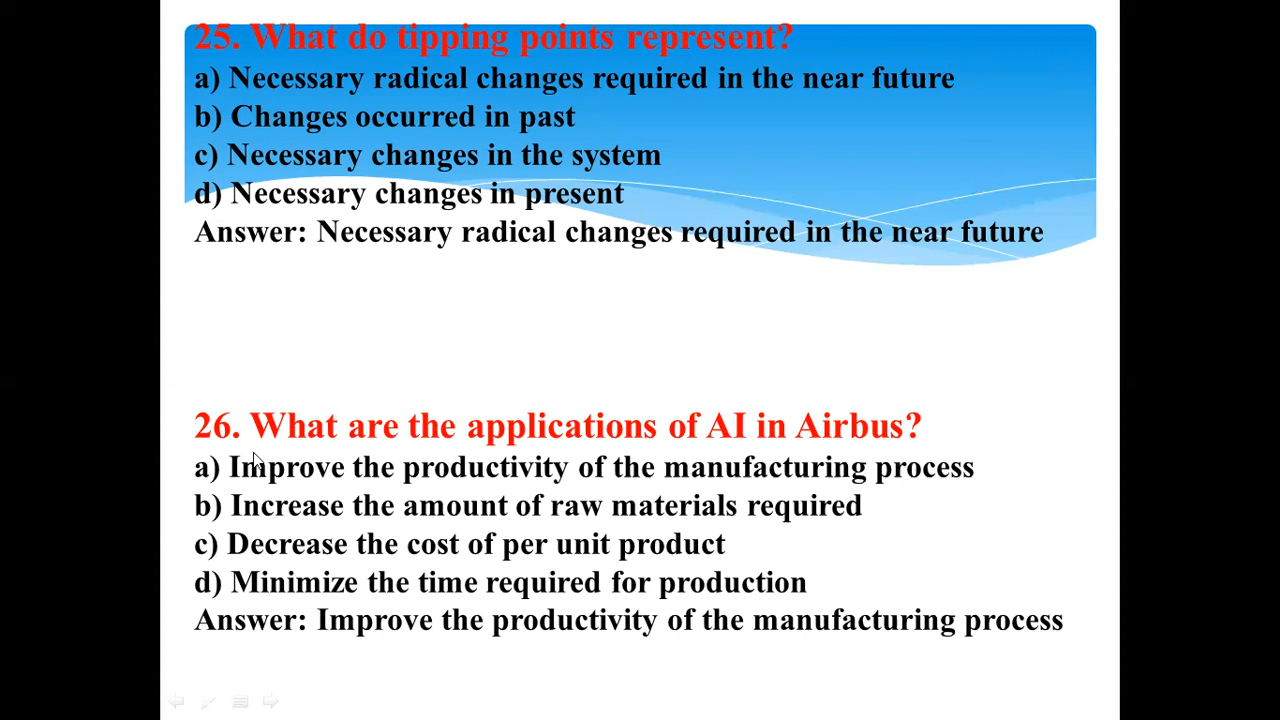 25. What do tipping points represent?
a) Necessary radical changes required in the near future
b) Changes occurred in past
c) Necessary changes in the system
d) Necessary changes in present
Answer: Necessary radical changes required in the near future
26. What are the applications of AI in Airbus?
a) Improve the productivity of the manufacturing process
b) Increase the amount of raw materials required
c) Decrease the cost of per unit product
d) Minimize the time required for production
Answer: Improve the productivity of the manufacturing process